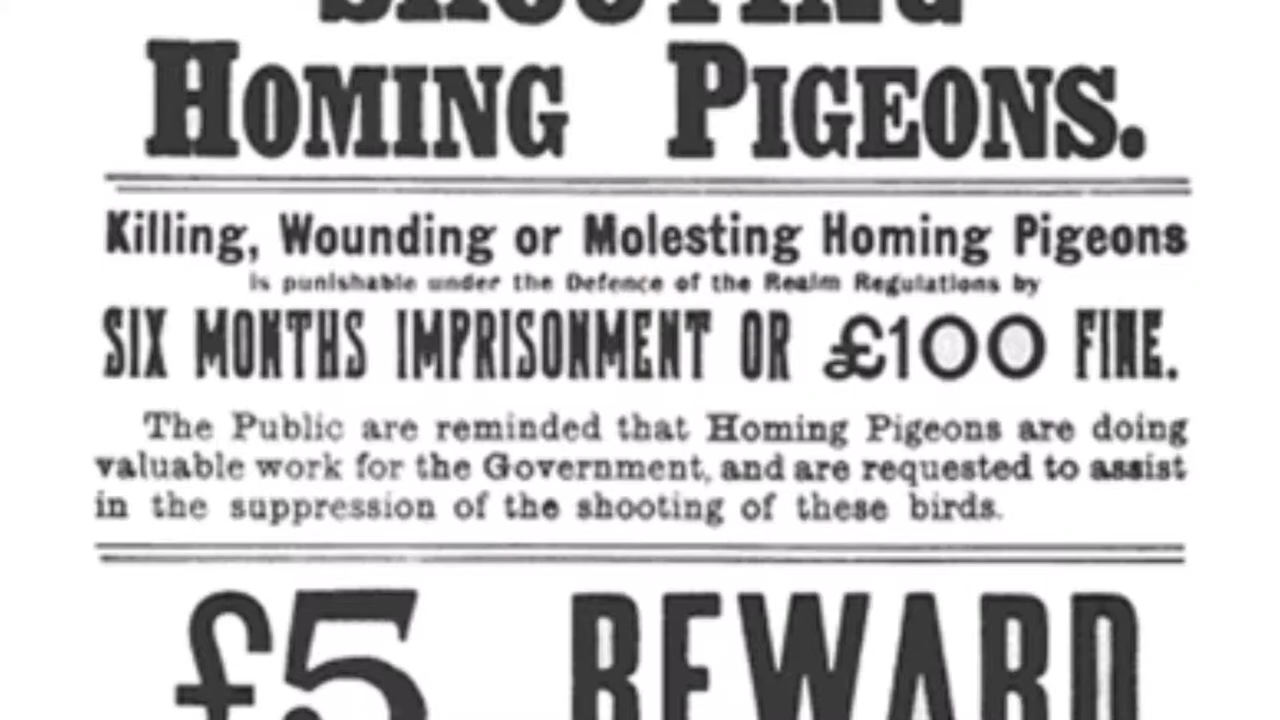 SHOOTING
HOMING PIGEONS.
Killing, Wounding or Molesting Homing Pigeons
is punishable under the Defence of the Realm Regulations by
SIX MONTHS IMPRISONMENT OR £100 FINE.
The Public are reminded that Homing Pigeons are doing
valuable work for the Government, and are requested to assist
in the suppression of the shooting of these birds.
£5 REWARD